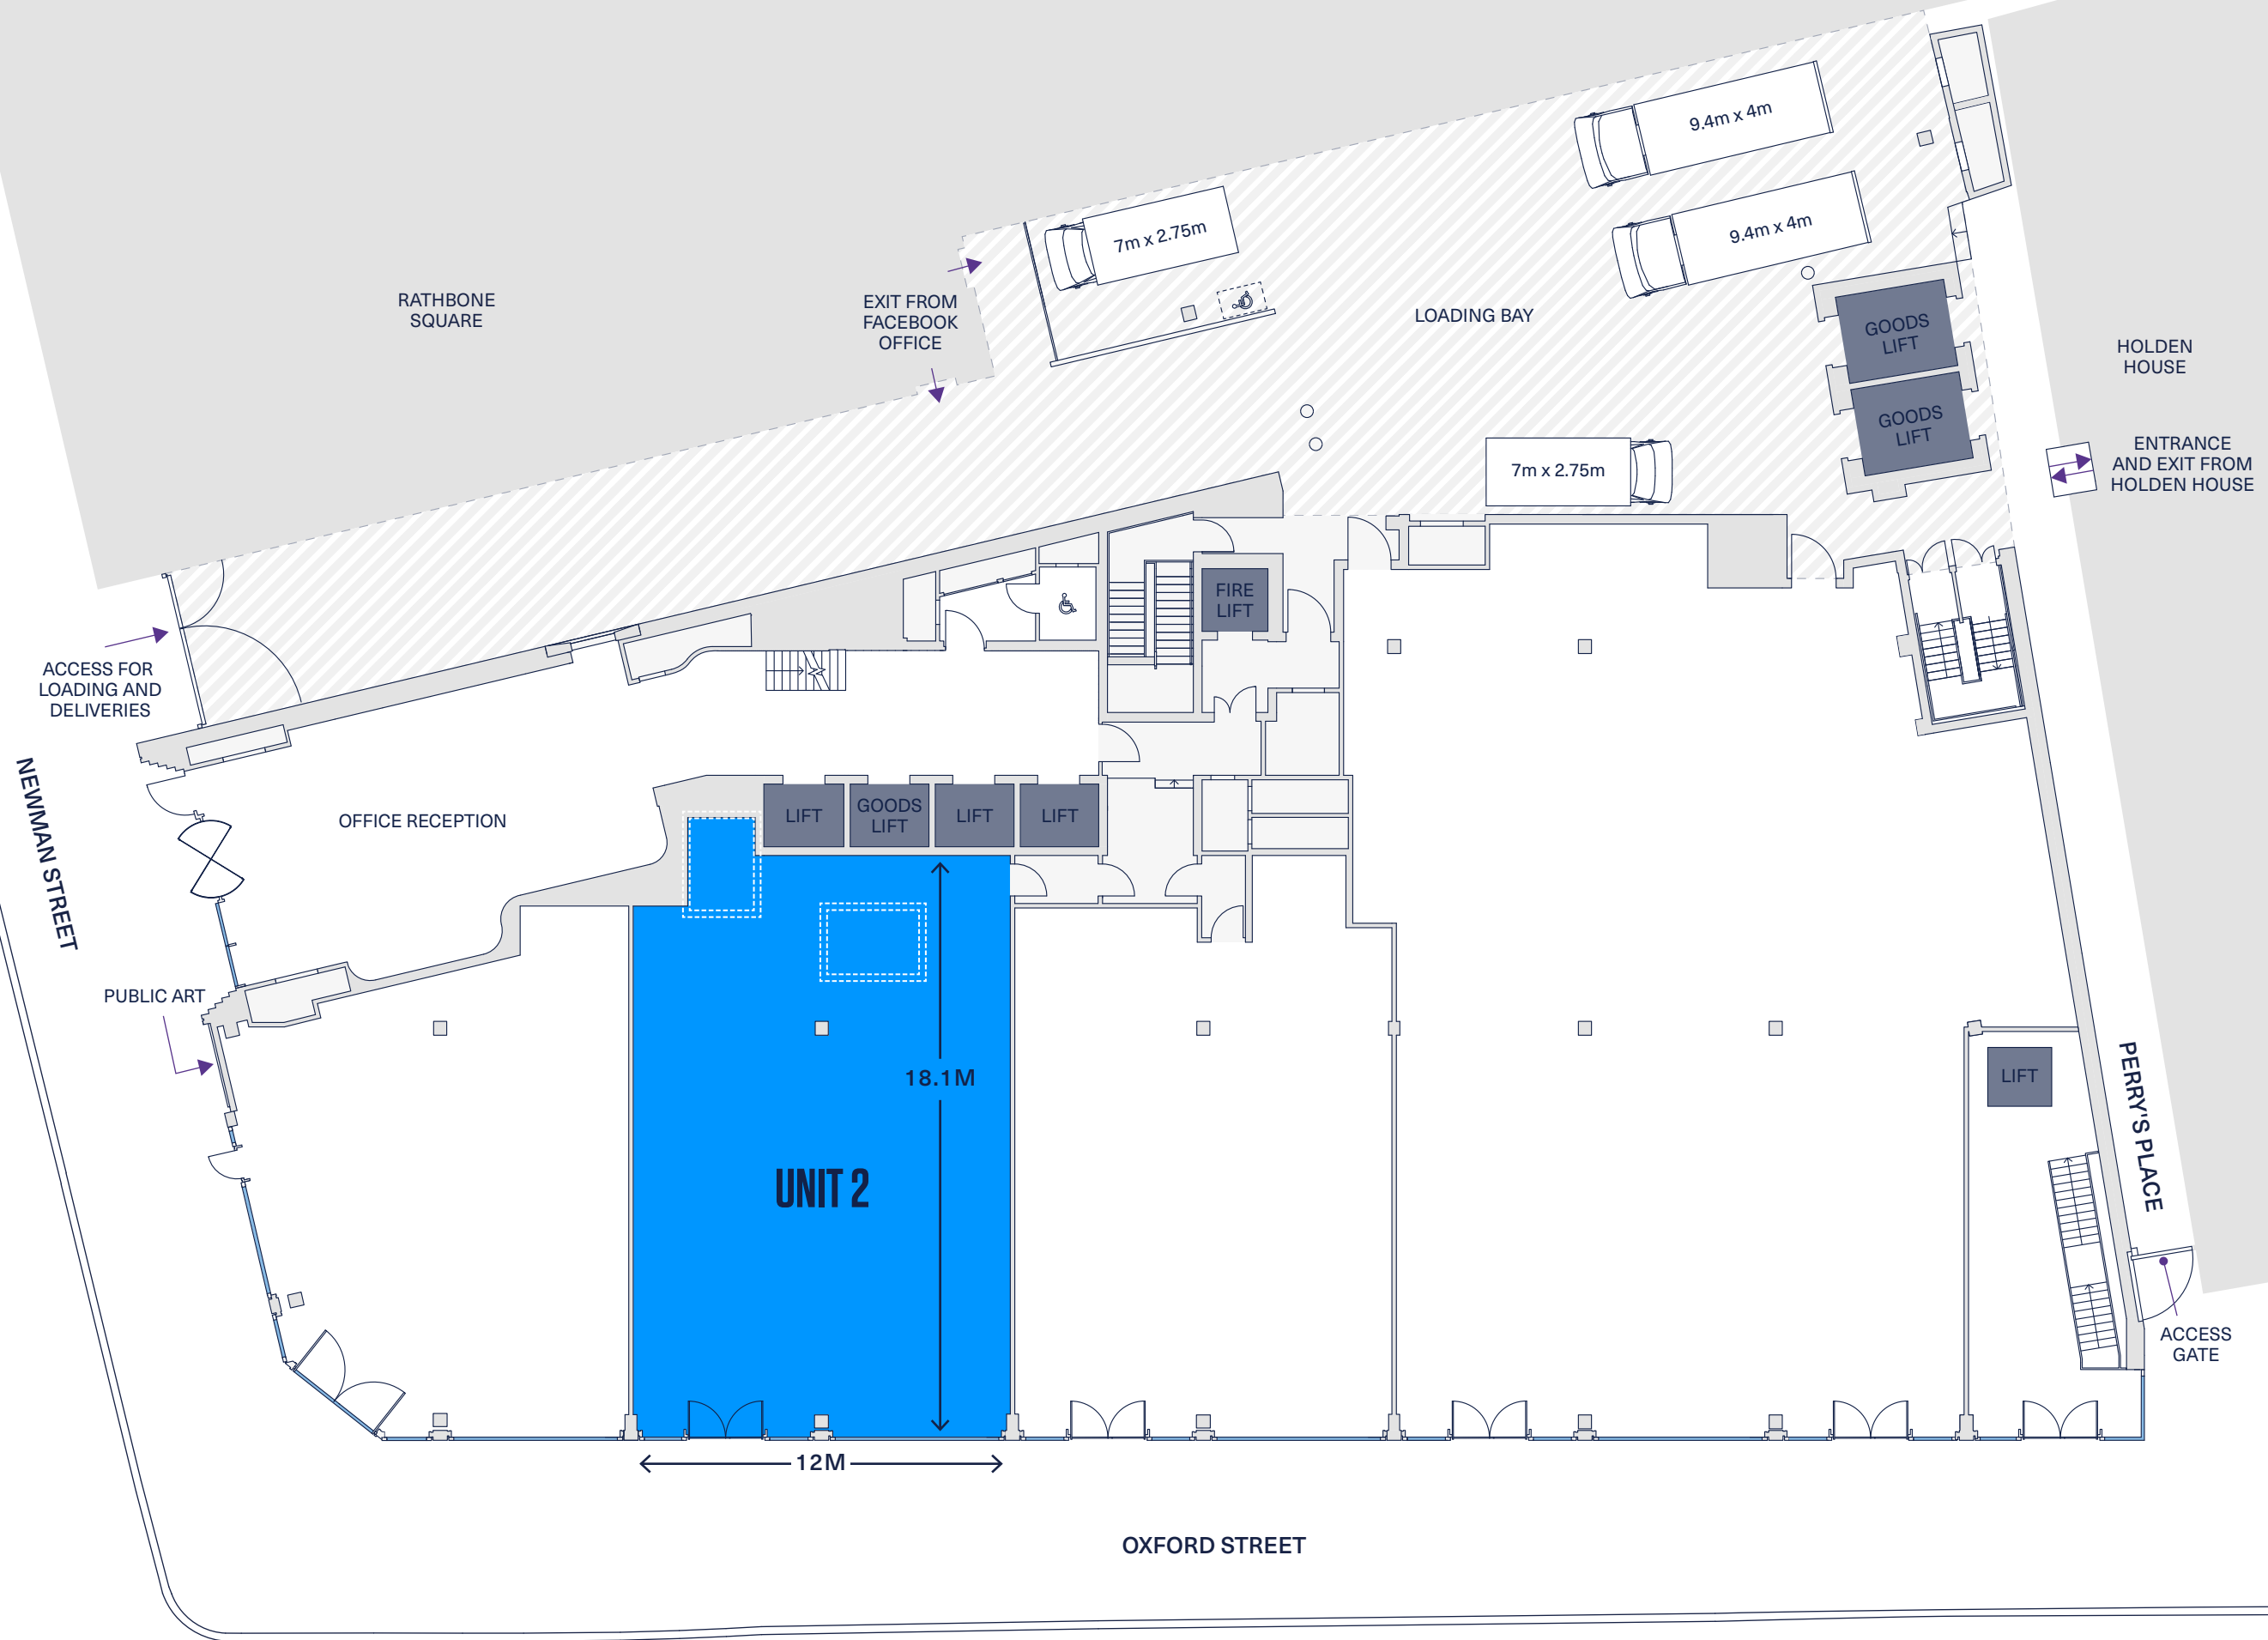 9.4m x 4m
9.4m x 4m
7m x 2.75m
RATHBONE
SQUARE
EXIT FROM
FACEBOOK
OFFICE
LOADING BAY
GOODS
LIFT
GOODS
LIFT
HOLDEN
HOUSE
ENTRANCE
AND EXIT FROM
HOLDEN HOUSE
7m x 2.75m
FIRE
LIFT
ACCESS FOR
LOADING AND
DELIVERIES
NEWMAN STREET
OFFICE RECEPTION
LIFT
GOODS
LIFT
LIFT
LIFT
PUBLIC ART
18.1M
LIFT
PERRY'S PLACE
UNIT 2
ACCESS
GATE
12M
OXFORD STREET